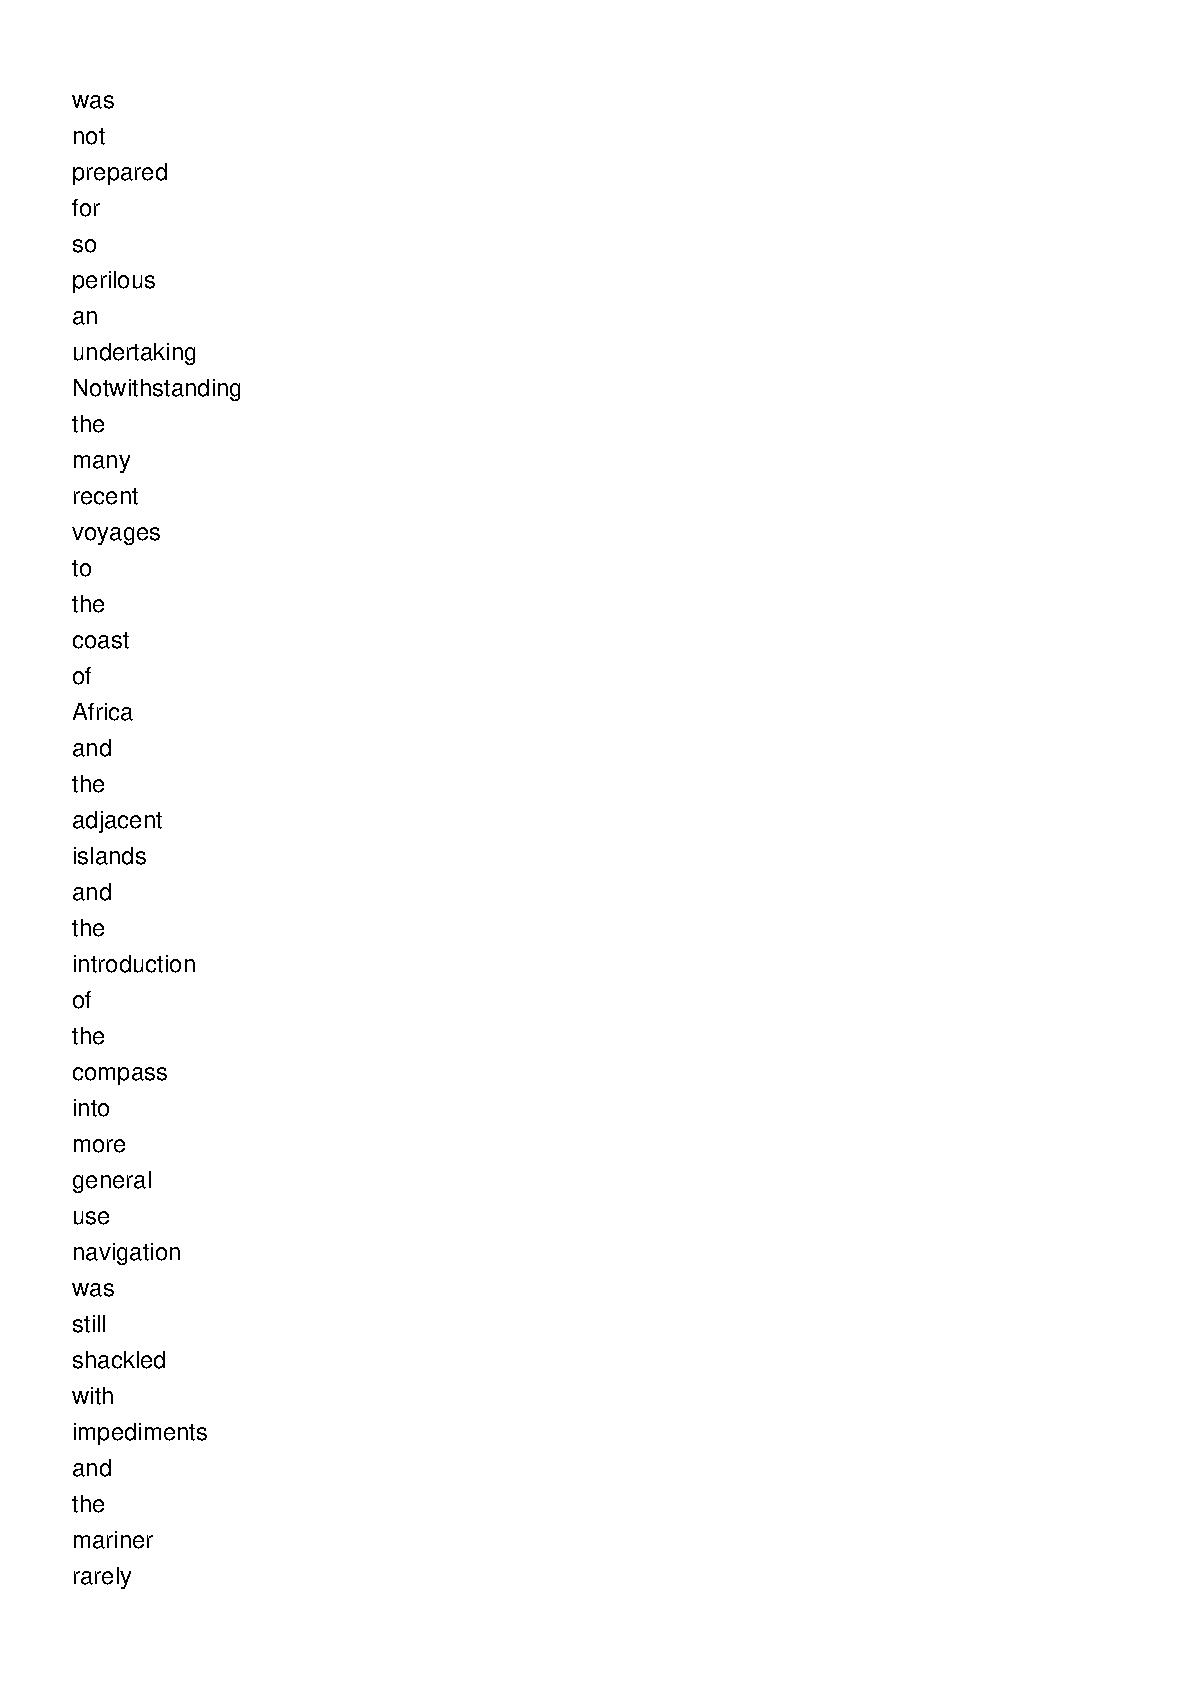 was
not
prepared
for
so
perilous
an
undertaking
Notwithstanding
the
many
recent
voyages
to
the
coast
of
Africa
and
the
adjacent
islands
and
the
introduction
of
the
compass
into
more
general
use
navigation
was
still
shackled
with
impediments
and
the
mariner
rarely